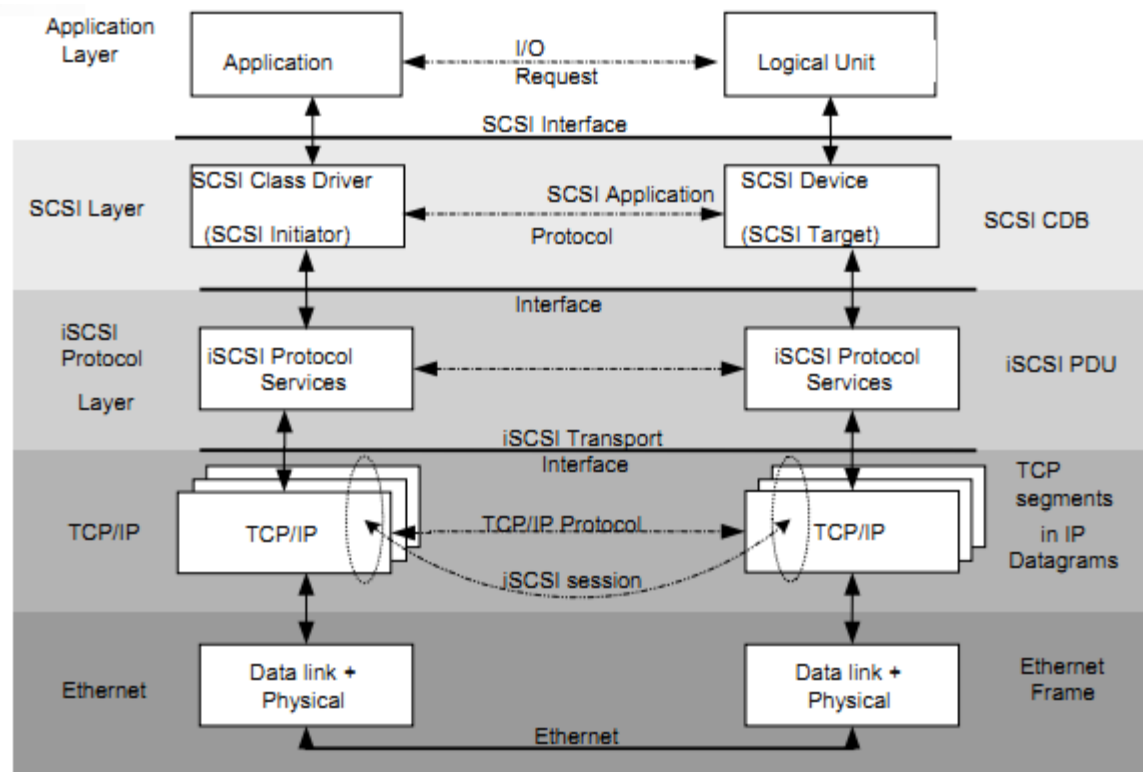 Application
Layer
Application
I/O
Request
Logical Unit
SCSI Interface
SCSI Layer
SCSI Class Driver
(SCSI Initiator)
SCSI Application
Protocol
SCSI Device
(SCSI Target)
SCSI CDB
Interface
iSCSI
Protocol
Layer
iSCSI Protocol
Services
iSCSI Protocol
Services
iSCSI PDU
iSCSI Transport
Interface
TCP/IP
TCP/IP
TCP/IP Protocol
iSCSI session
TCP/IP
TCP
segments
in IP
Datagrams
Ethernet
Data link +
Physical
Data link +
Physical
Ethernet
Frame
Ethernet